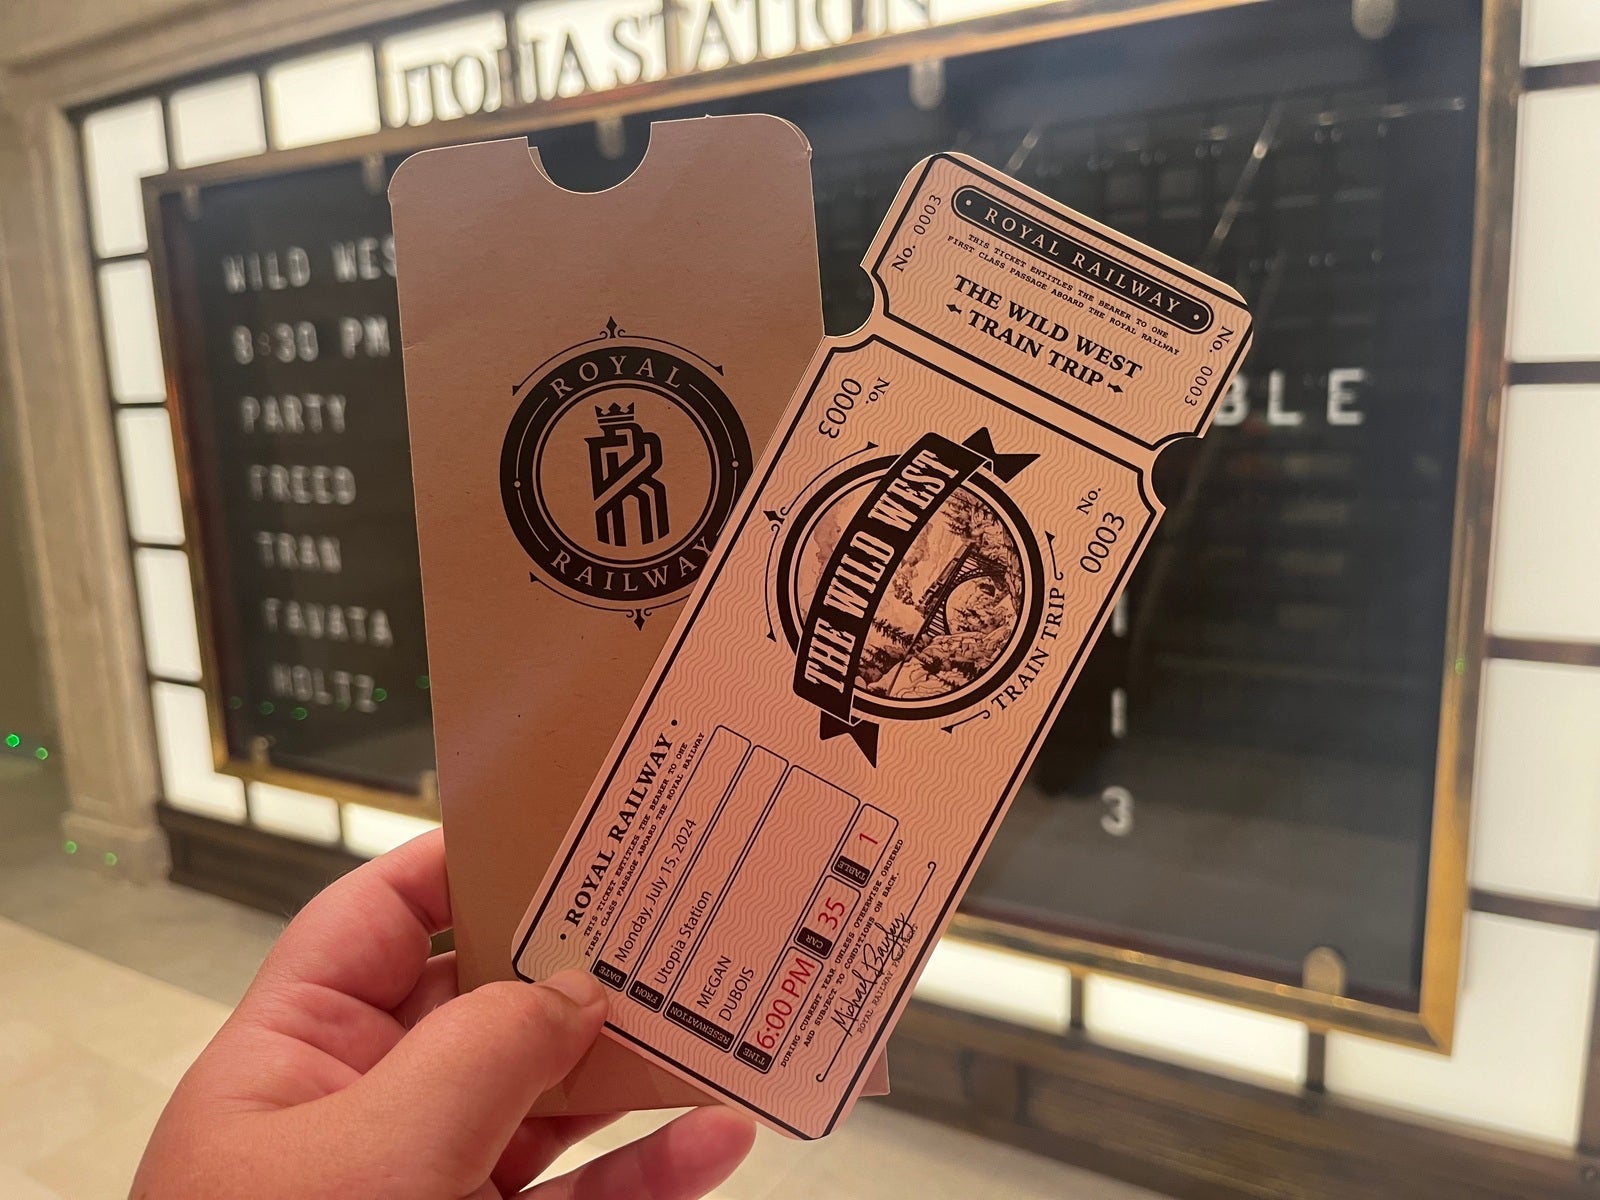 UTOPIA STATION
WILD WES
8:30 PM
PARTY
FREED
TRAN
FAVATA
HOLTZ
BLE
1
3
ROYAL
RAILWAY
• ROYAL RAILWAY •
THIS TICKET ENTITLES THE BEARER TO ONE
FIRST CLASS PASSAGE ABOARD THE ROYAL RAILWAY
THE WILD WEST
TRAIN TRIP
No. 0003
No. 0003
No.
0003
No.
0003
THE WILD WEST
TRAIN TRIP
• ROYAL RAILWAY •
THIS TICKET ENTITLES THE BEARER TO ONE
FIRST CLASS PASSAGE ABOARD THE ROYAL RAILWAY
DATE Monday, July 15, 2024
FROM Utopia Station
RESERVATION MEGAN
DUBOIS
TIME 6:00 PM CAR 35 TABLE 1
DURING CURRENT YEAR UNLESS OTHERWISE ORDERED
AND SUBJECT TO CONDITIONS ON BACK.
ROYAL RAILWAY